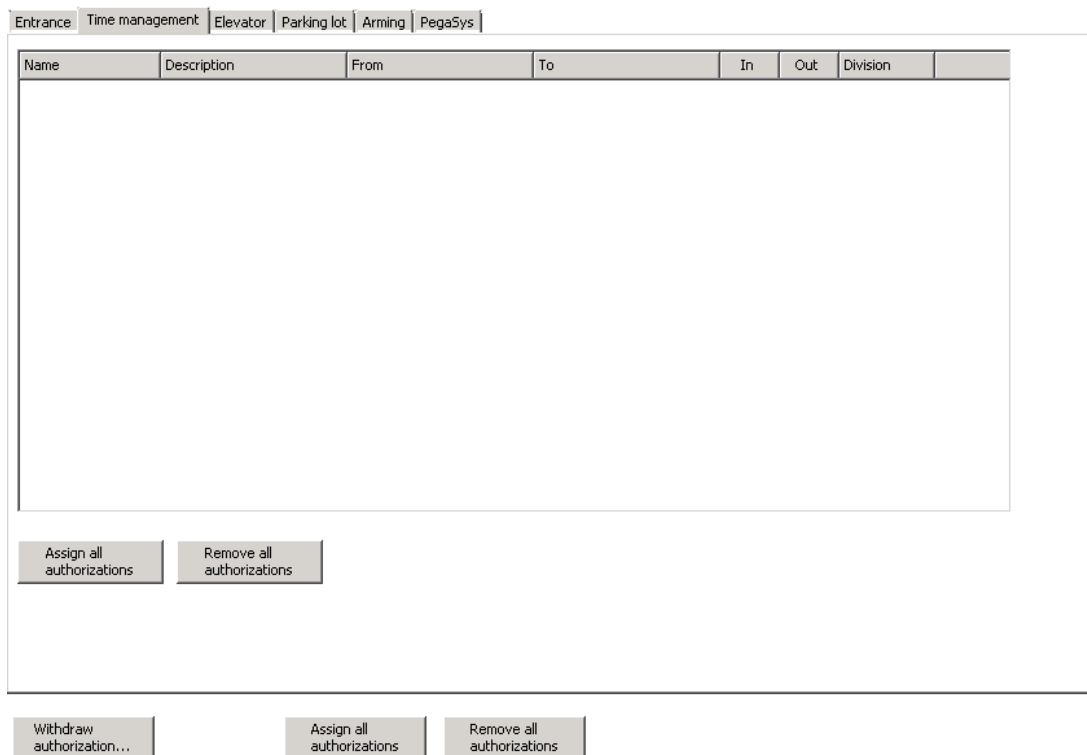 Entrance Time management Elevator Parking lot Arming PegaSys
Name Description From To In Out Division
Assign all Remove all
authorizations authorizations
Withdraw Assign all Remove all
authorization... authorizations authorizations